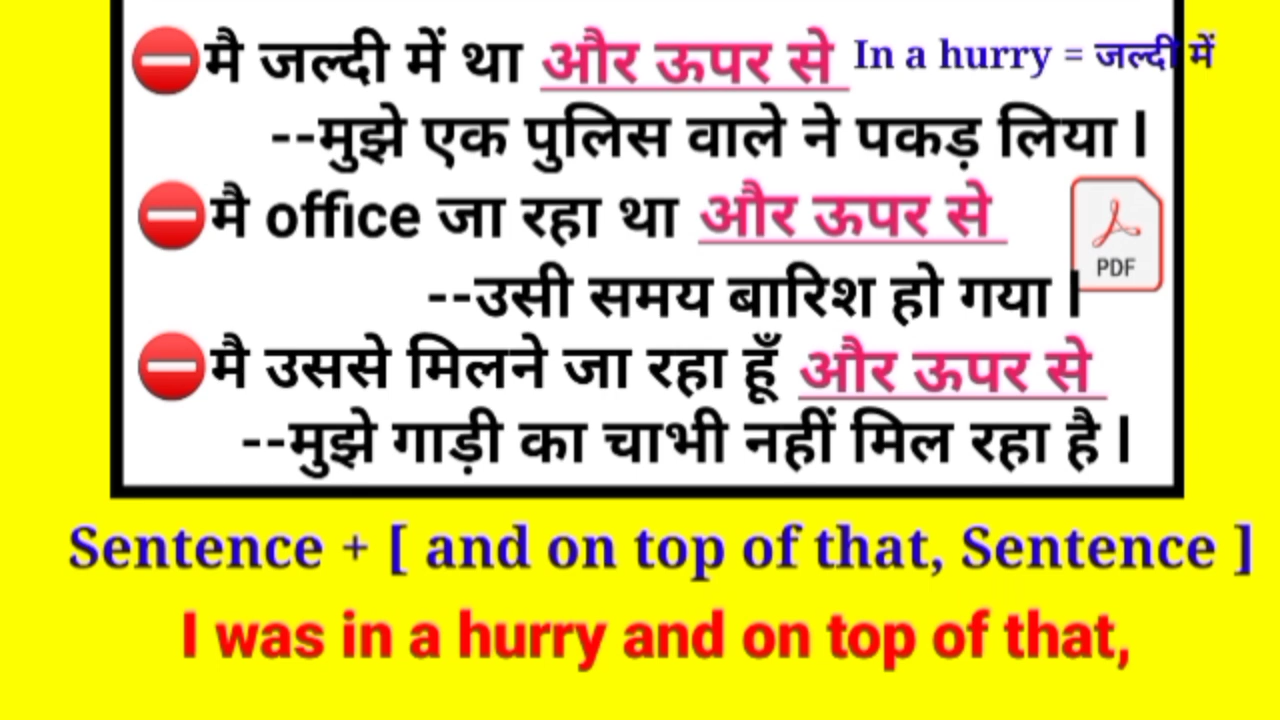 ⛔मै जल्दी में था और ऊपर से In a hurry = जल्दी में
--मुझे एक पुलिस वाले ने पकड़ लिया l
⛔मै office जा रहा था और ऊपर से
PDF
--उसी समय बारिश हो गया l
⛔मै उससे मिलने जा रहा हूँ और ऊपर से
--मुझे गाड़ी का चाभी नहीं मिल रहा है l
Sentence + [ and on top of that, Sentence ]
I was in a hurry and on top of that,